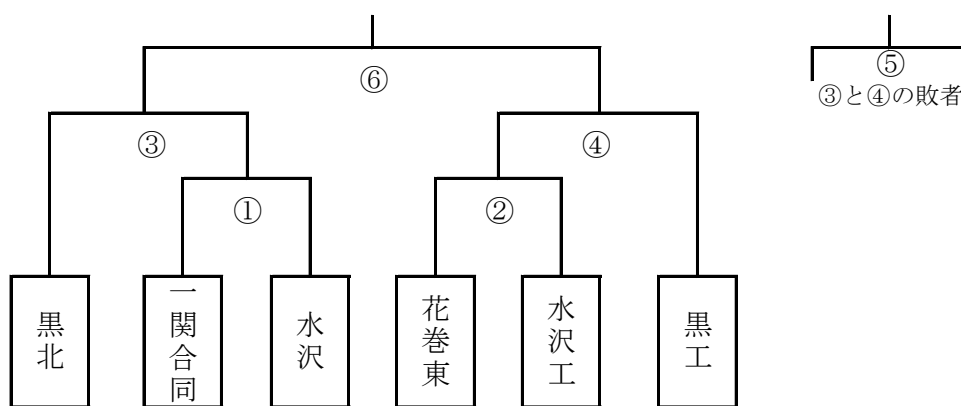 ⑥
⑤
③と④の敗者
③
④
①
②
黒北
一関合同
水沢
花巻東
水沢工
黒工